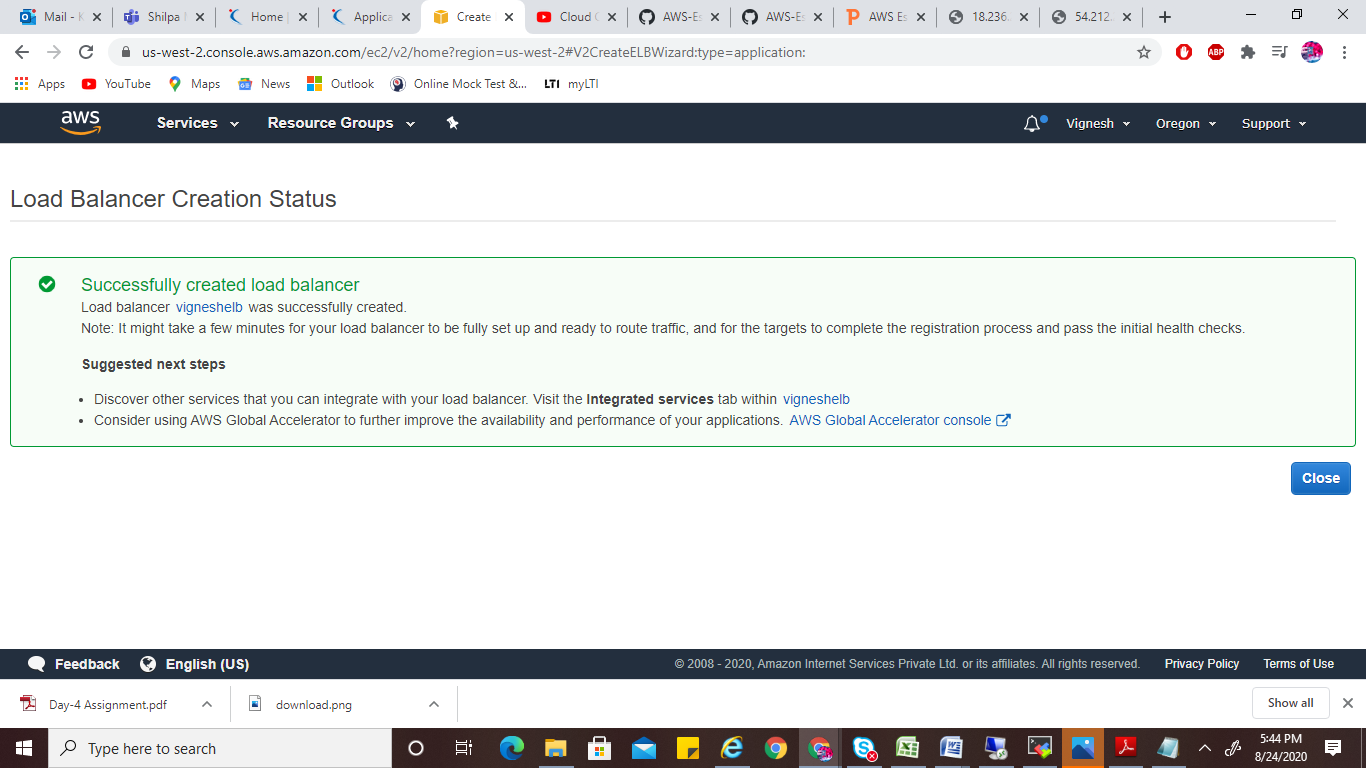 Mail - K
Shilpa M
Home |
Applica
Create
Cloud C
AWS-Es
AWS-Es
AWS Es
18.236.
54.212.
us-west-2.console.aws.amazon.com/ec2/v2/home?region=us-west-2#V2CreateELBWizard:type=application:
ABP
Apps
YouTube
Maps
News
Outlook
Online Mock Test &...
LTI myLTI
aws
Services
Resource Groups
Vignesh
Oregon
Support
Load Balancer Creation Status
Successfully created load balancer
Load balancer vigneshelb was successfully created.
Note: It might take a few minutes for your load balancer to be fully set up and ready to route traffic, and for the targets to complete the registration process and pass the initial health checks.
Suggested next steps
• Discover other services that you can integrate with your load balancer. Visit the Integrated services tab within vigneshelb
• Consider using AWS Global Accelerator to further improve the availability and performance of your applications. AWS Global Accelerator console
Close
Feedback
English (US)
© 2008 - 2020, Amazon Internet Services Private Ltd. or its affiliates. All rights reserved.
Privacy Policy
Terms of Use
Day-4 Assignment.pdf
download.png
Show all
Type here to search
5:44 PM
8/24/2020